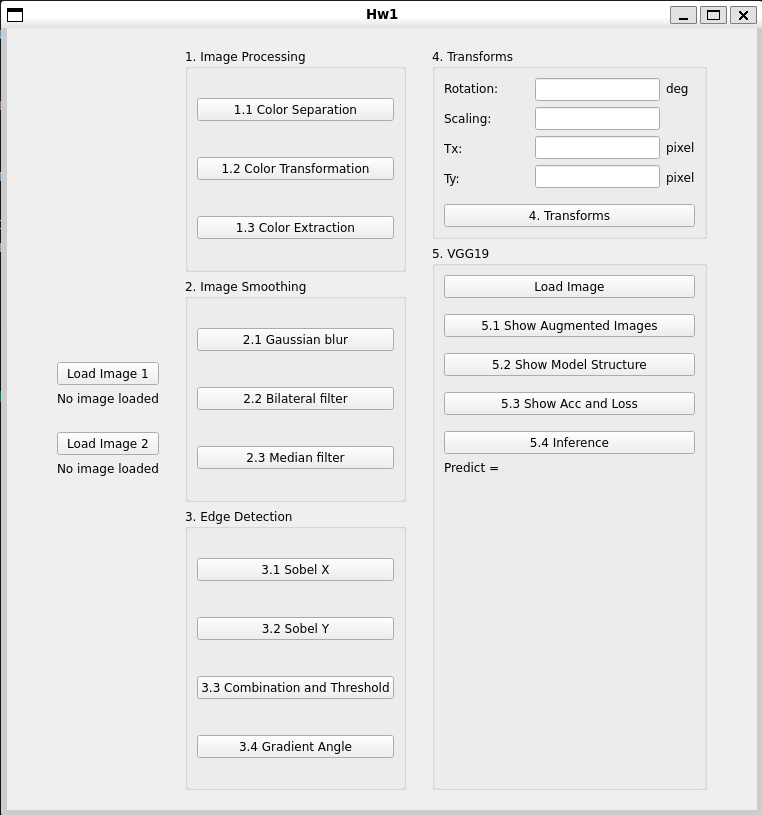 Hw1
Load Image 1
No image loaded
Load Image 2
No image loaded
1. Image Processing
1.1 Color Separation
1.2 Color Transformation
1.3 Color Extraction
2. Image Smoothing
2.1 Gaussian blur
2.2 Bilateral filter
2.3 Median filter
3. Edge Detection
3.1 Sobel X
3.2 Sobel Y
3.3 Combination and Threshold
3.4 Gradient Angle
4. Transforms
Rotation: deg
Scaling:
Tx: pixel
Ty: pixel
4. Transforms
5. VGG19
Load Image
5.1 Show Augmented Images
5.2 Show Model Structure
5.3 Show Acc and Loss
5.4 Inference
Predict =